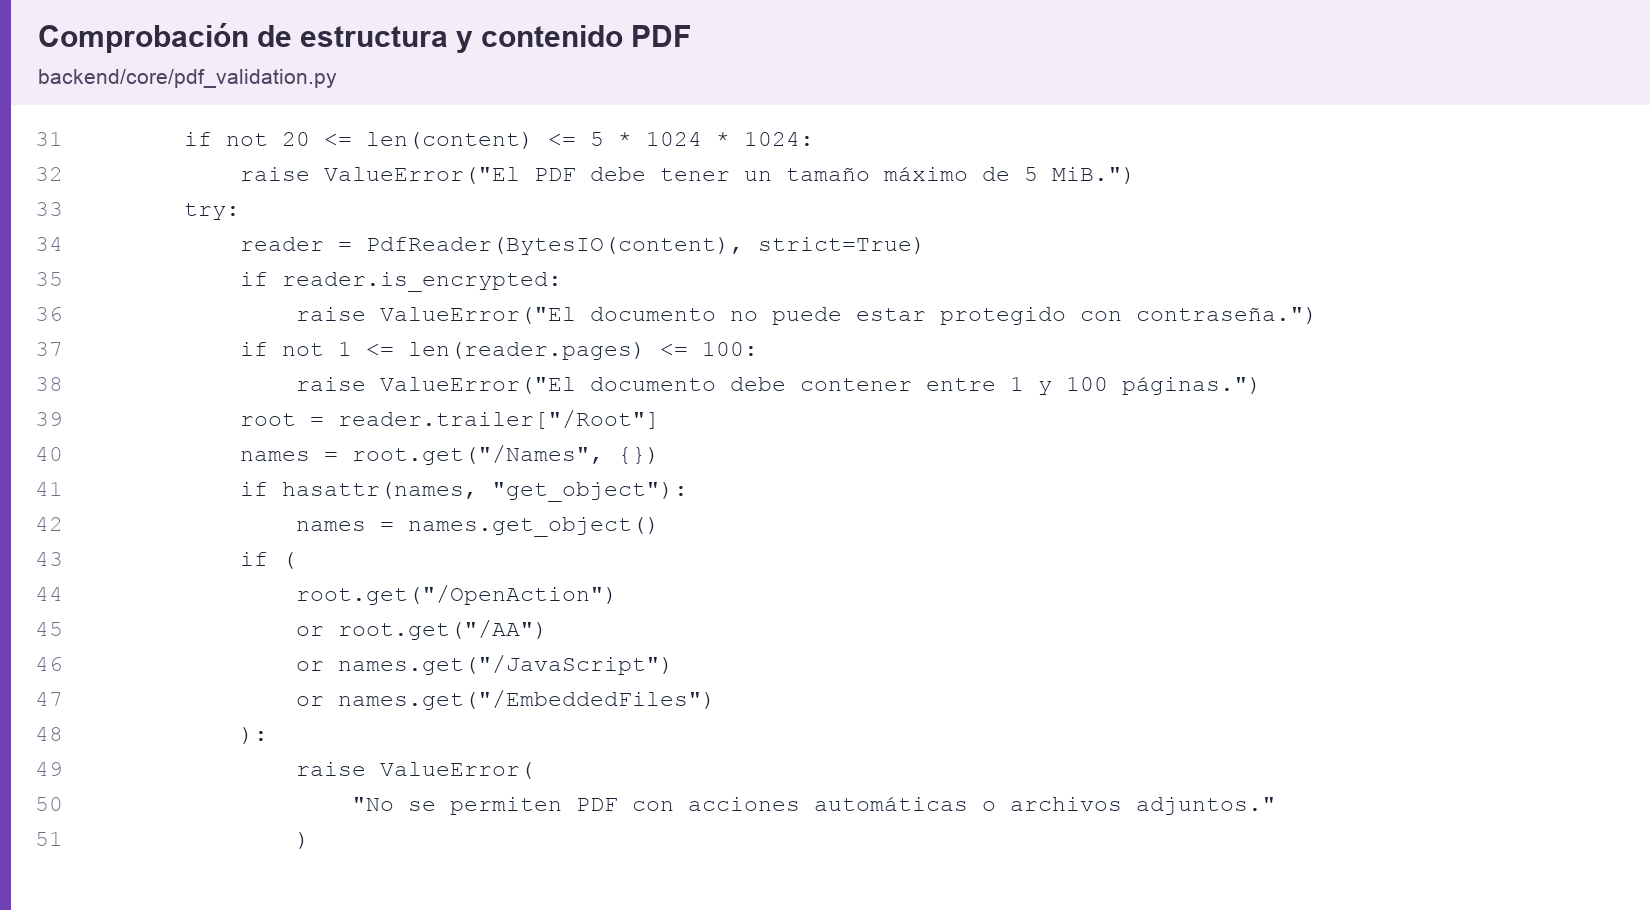 Comprobación de estructura y contenido PDF
backend/core/pdf_validation.py
31         if not 20 <= len(content) <= 5 * 1024 * 1024:
32             raise ValueError("El PDF debe tener un tamaño máximo de 5 MiB.")
33         try:
34             reader = PdfReader(BytesIO(content), strict=True)
35             if reader.is_encrypted:
36                 raise ValueError("El documento no puede estar protegido con contraseña.")
37             if not 1 <= len(reader.pages) <= 100:
38                 raise ValueError("El documento debe contener entre 1 y 100 páginas.")
39             root = reader.trailer["/Root"]
40             names = root.get("/Names", {})
41             if hasattr(names, "get_object"):
42                 names = names.get_object()
43             if (
44                 root.get("/OpenAction")
45                 or root.get("/AA")
46                 or names.get("/JavaScript")
47                 or names.get("/EmbeddedFiles")
48             ):
49                 raise ValueError(
50                     "No se permiten PDF con acciones automáticas o archivos adjuntos."
51                 )